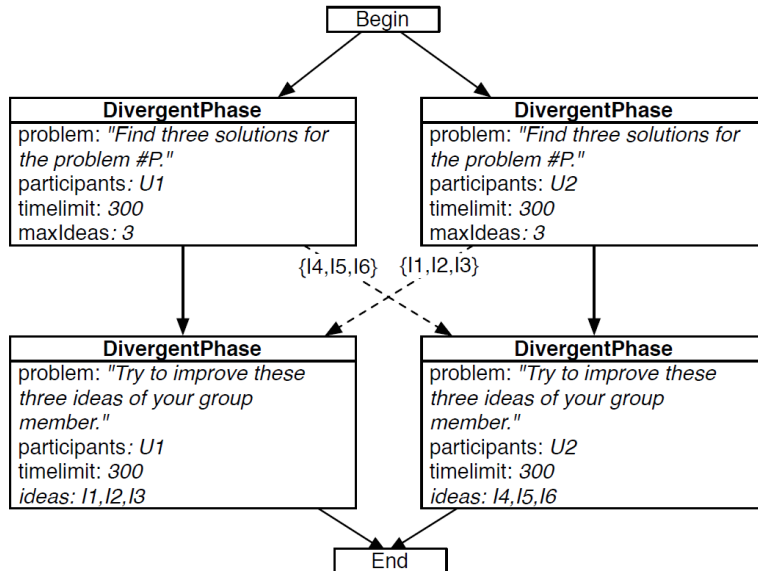 Begin
DivergentPhase
problem: "Find three solutions for
the problem #P."
participants: U1
timelimit: 300
maxIdeas: 3
DivergentPhase
problem: "Find three solutions for
the problem #P."
participants: U2
timelimit: 300
maxIdeas: 3
{I4,I5,I6}
{I1,I2,I3}
DivergentPhase
problem: "Try to improve these
three ideas of your group
member."
participants: U1
timelimit: 300
ideas: I1,I2,I3
DivergentPhase
problem: "Try to improve these
three ideas of your group
member."
participants: U2
timelimit: 300
ideas: I4,I5,I6
End